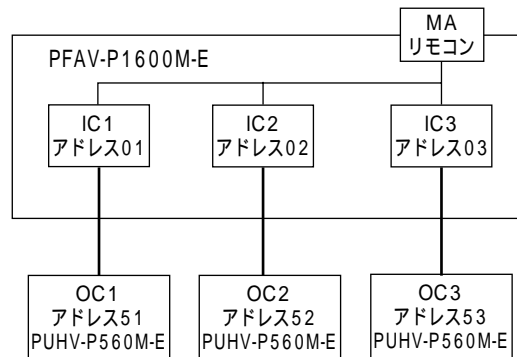 MA
リモコン
PFAV-P1600M-E
IC1
アドレス01
IC2
アドレス02
IC3
アドレス03
OC1
アドレス51
PUHV-P560M-E
OC2
アドレス52
PUHV-P560M-E
OC3
アドレス53
PUHV-P560M-E